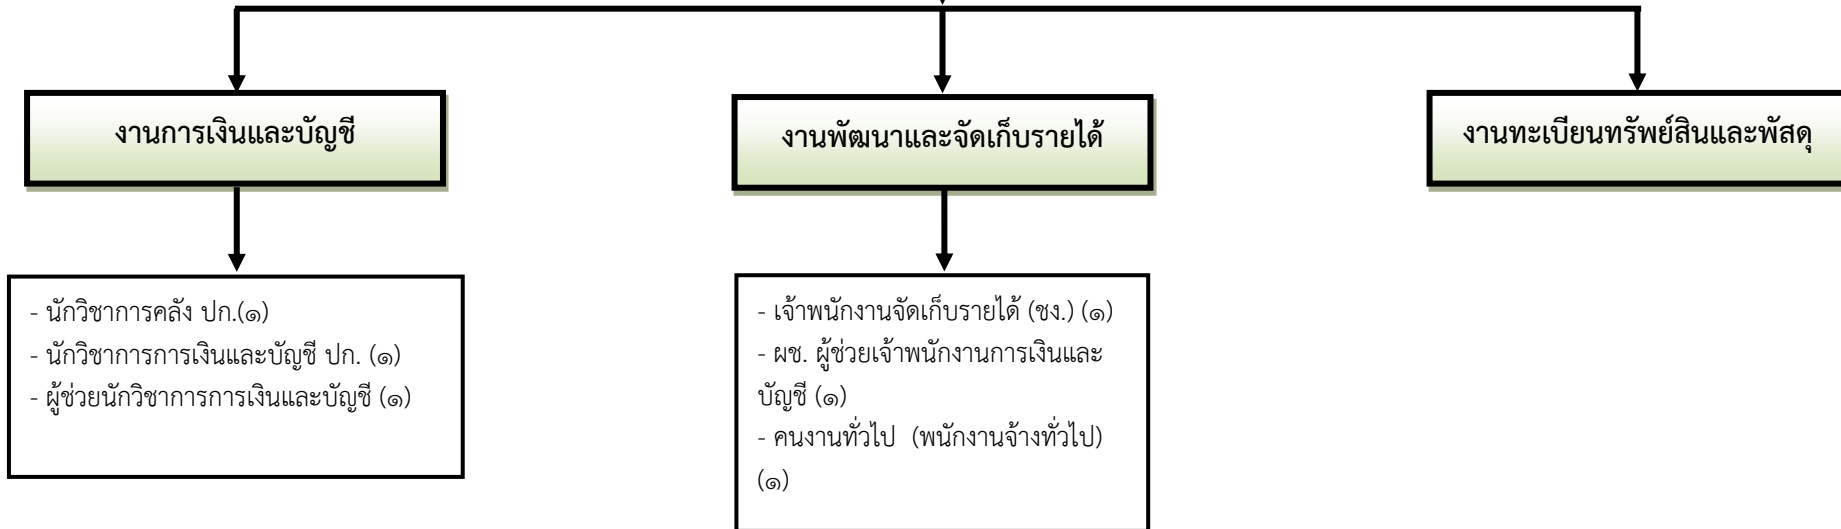 งานการเงินและบัญชี
งานพัฒนาและจัดเก็บรายได้
งานทะเบียนทรัพย์สินและพัสดุ
- นักวิชาการคลัง ปก.(๑)
- นักวิชาการการเงินและบัญชี ปก. (๑)
- ผู้ช่วยนักวิชาการการเงินและบัญชี (๑)
- เจ้าพนักงานจัดเก็บรายได้ (ชง.) (๑)
- ผช. ผู้ช่วยเจ้าพนักงานการเงินและ
บัญชี (๑)
- คนงานทั่วไป (พนักงานจ้างทั่วไป)
(๑)